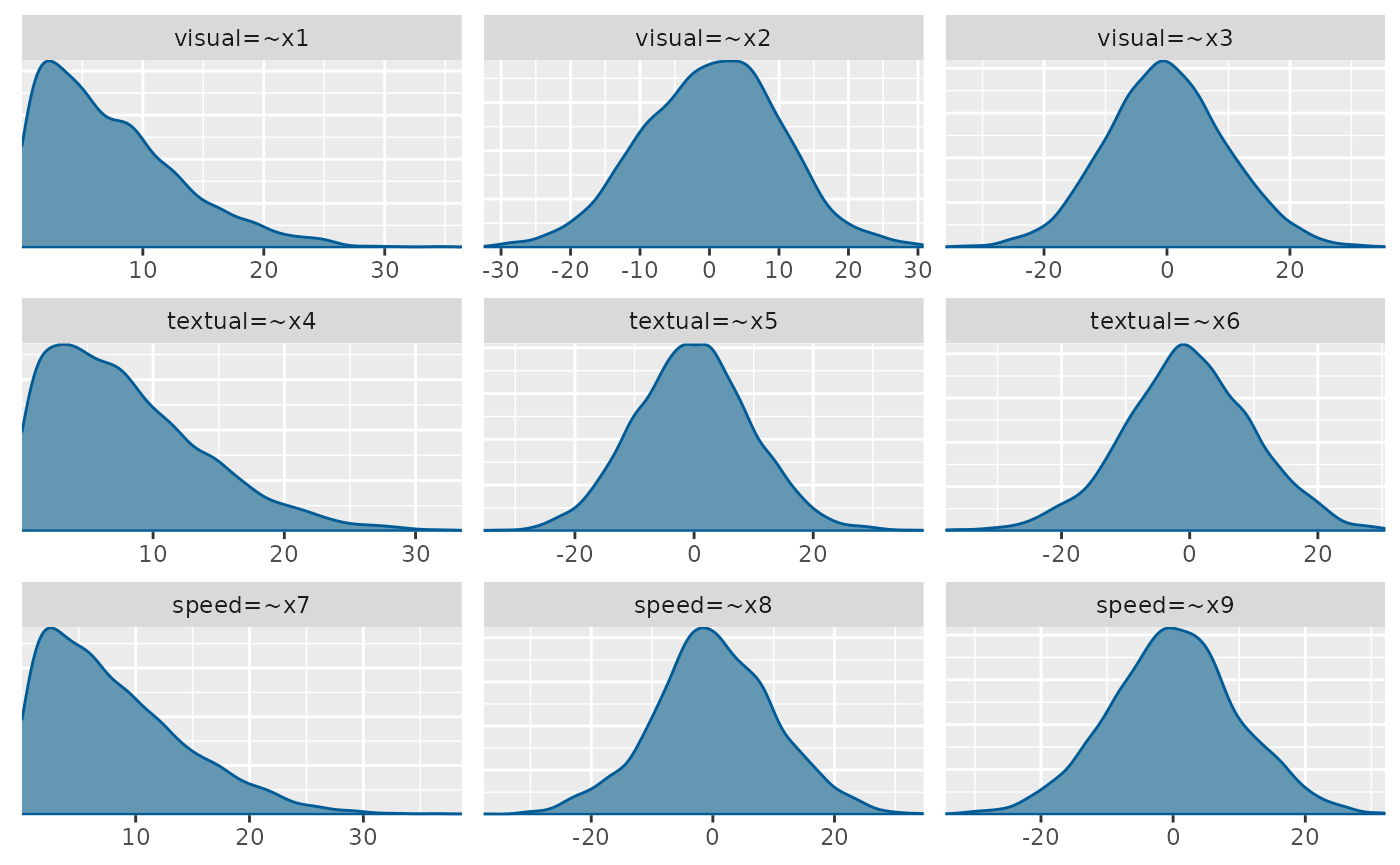 visual=~x1 visual=~x2 visual=~x3
10 20 30 -30 -20 -10 0 10 20 30 -20 0 20
textual=~x4 textual=~x5 textual=~x6
10 20 30 -20 0 20 -20 0 20
speed=~x7 speed=~x8 speed=~x9
10 20 30 -20 0 20 -20 0 20